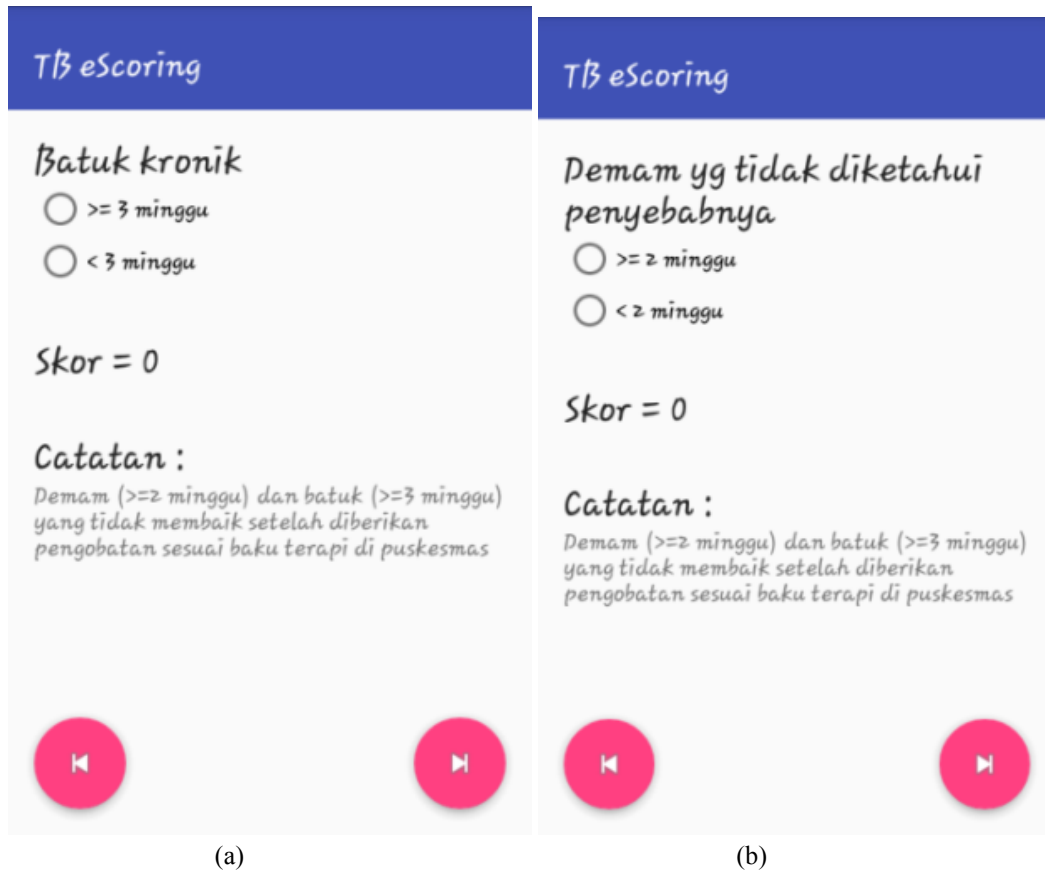 TB eScoring
Batuk kronik
>= 3 minggu
< 3 minggu
Skor = 0
Catatan :
Demam (>=2 minggu) dan batuk (>=3 minggu)
yang tidak membaik setelah diberikan
pengobatan sesuai baku terapi di puskesmas
(a)
TB eScoring
Demam yg tidak diketahui
penyebabnya
>= 2 minggu
< 2 minggu
Skor = 0
Catatan :
Demam (>=2 minggu) dan batuk (>=3 minggu)
yang tidak membaik setelah diberikan
pengobatan sesuai baku terapi di puskesmas
(b)